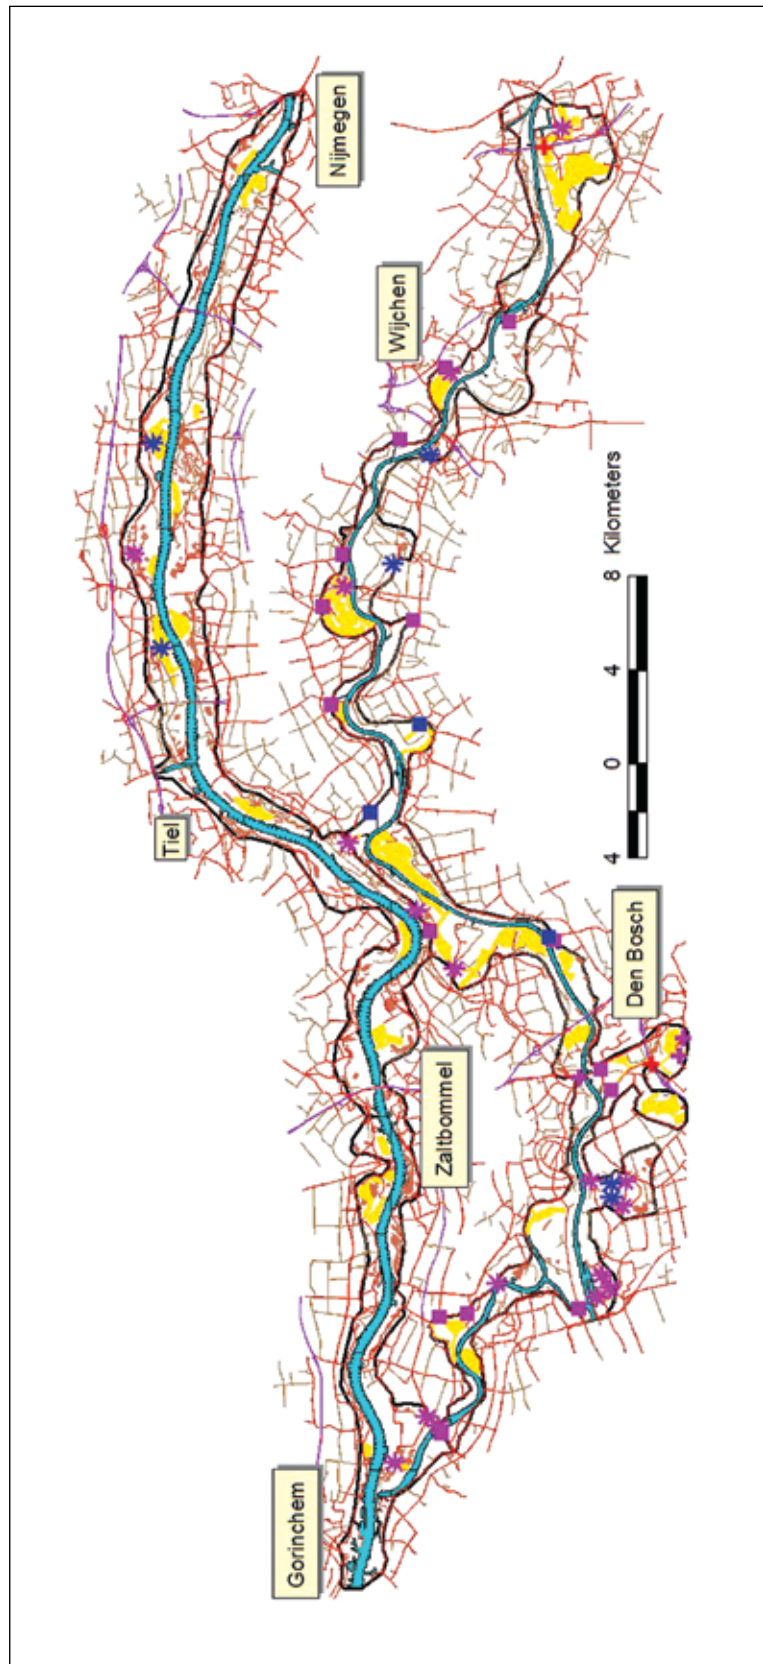 Nijmegen
Wijchen
Tiel
Zaltbommel
Den Bosch
Gorinchem
4 0 4 8 Kilometers